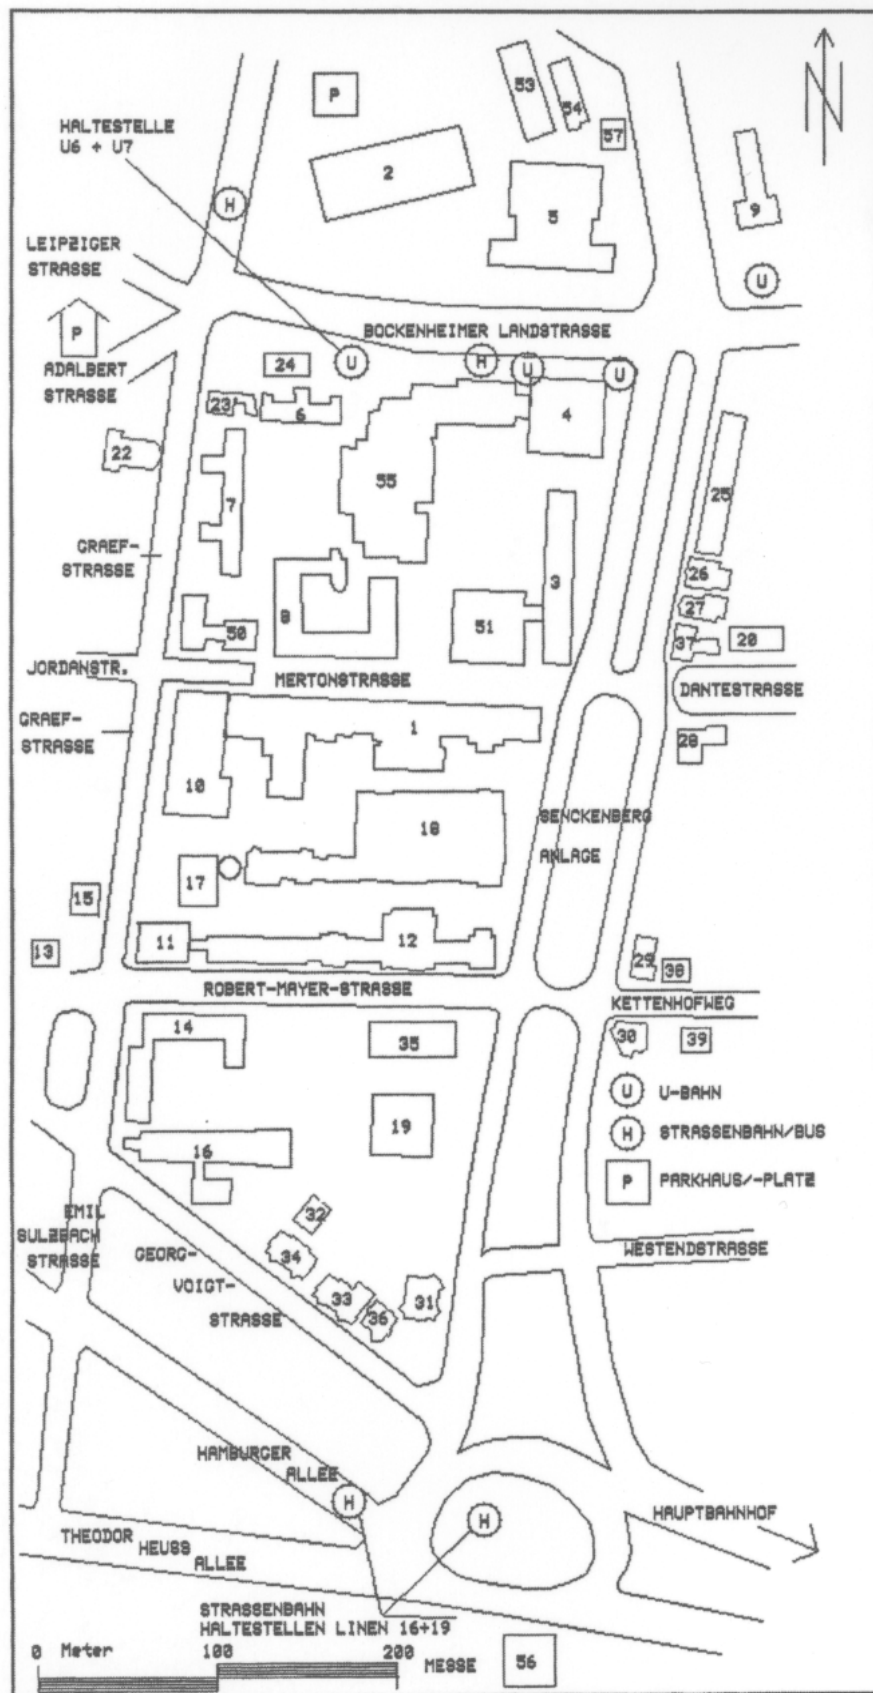 N
53
54
P
57
HALTESTELLE
U6 + U7
2
5
9
H
LEIPZIGER
STRASSE
U
P
BOCKENHEIMER LANDSTRASSE
24
U
H
U
U
ADALBERT
STRASSE
23
6
4
22
55
25
7
GRAEF-
STRASSE
3
26
27
8
51
50
37
20
JORDANSTR.
MERTONSTRASSE
DANTESTRASSE
GRAEF-
STRASSE
1
28
10
SENCKENBERG
18
ANLAGE
17
15
13
11
12
29
38
ROBERT-MAYER-STRASSE
KETTENHOFWEG
14
35
30
39
U
U-BAHN
19
H
STRASSENBAHN/BUS
16
P
PARKHAUS/-PLATZ
EMIL
SULZBACH
STRASSE
32
GEORG-
VOIGT-
STRASSE
34
WESTENDSTRASSE
33
36
31
HAMBURGER
ALLEE
H
H
HAUPTBAHNHOF
THEODOR
HEUSS
ALLEE
STRASSENBAHN
HALTESTELLEN LINEN 16+19
0 Meter 100 200
MESSE
56